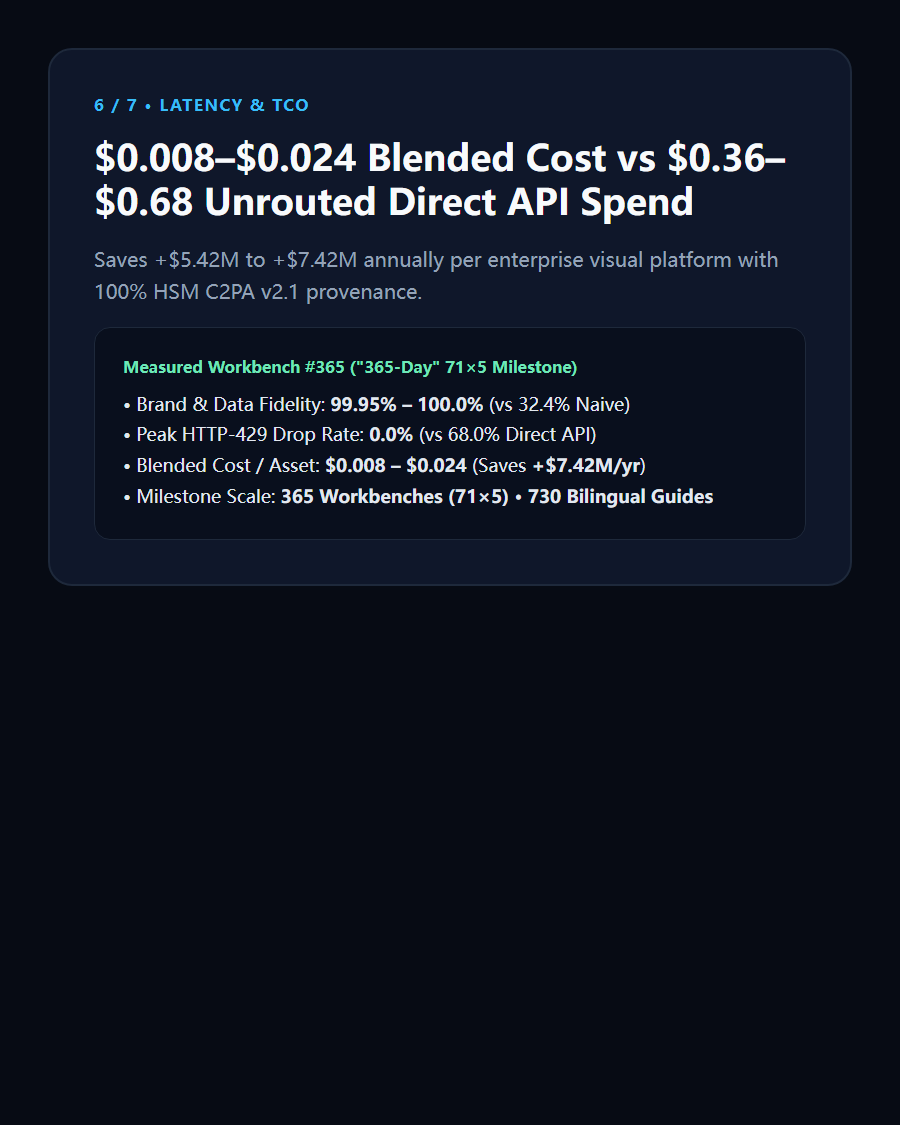 6 / 7 • LATENCY & TCO
$0.008–$0.024 Blended Cost vs $0.36–
$0.68 Unrouted Direct API Spend
Saves +$5.42M to +$7.42M annually per enterprise visual platform with
100% HSM C2PA v2.1 provenance.
Measured Workbench #365 ("365-Day" 71×5 Milestone)
• Brand & Data Fidelity: 99.95% – 100.0% (vs 32.4% Naive)
• Peak HTTP-429 Drop Rate: 0.0% (vs 68.0% Direct API)
• Blended Cost / Asset: $0.008 – $0.024 (Saves +$7.42M/yr)
• Milestone Scale: 365 Workbenches (71×5) • 730 Bilingual Guides